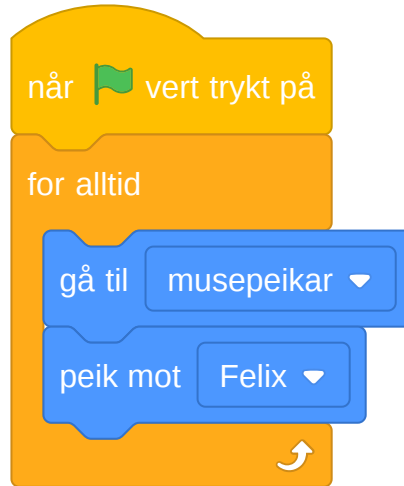 når vert trykt på
for alltid
gå til musepeikar
peik mot Felix